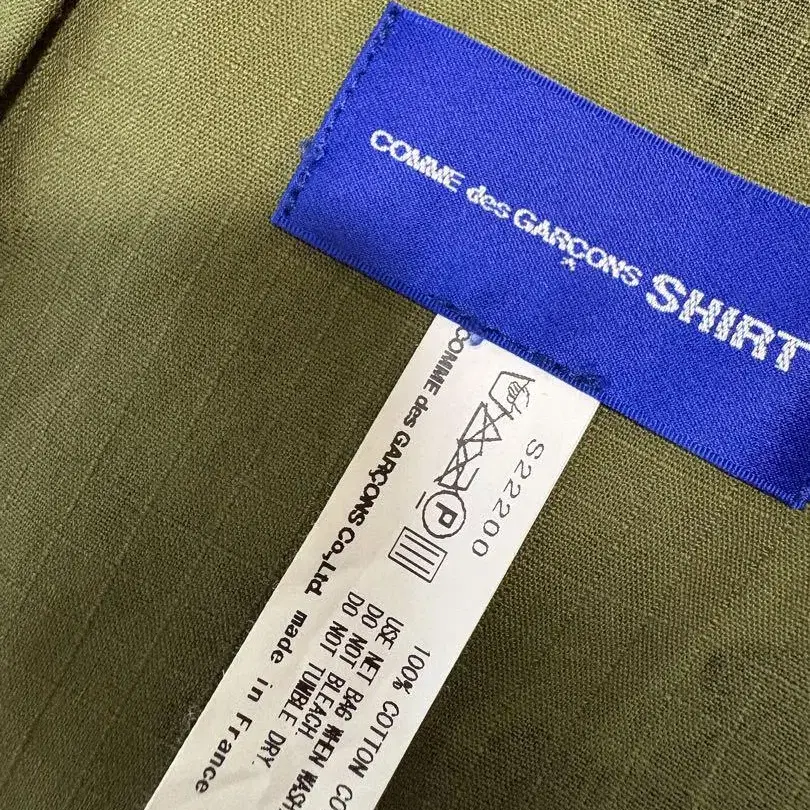 COMME des GARÇONS SHIRT
COMME des GARÇONS Co.,Ltd. made in France
S22200
P
100% COTTON CO
USE NET BAG WHEN WASH
DO NOT BLEACH
DO NOT TUMBLE DRY.